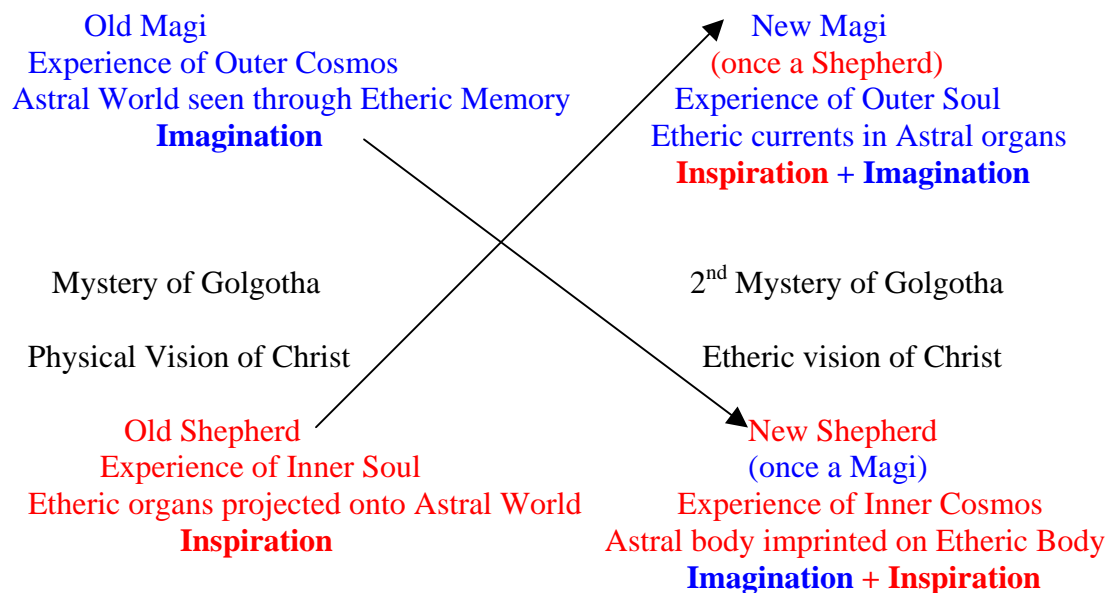 Old Magi
Experience of Outer Cosmos
Astral World seen through Etheric Memory
Imagination
New Magi
(once a Shepherd)
Experience of Outer Soul
Etheric currents in Astral organs
Inspiration + Imagination
Mystery of Golgotha
2nd Mystery of Golgotha
Physical Vision of Christ
Etheric vision of Christ
Old Shepherd
Experience of Inner Soul
Etheric organs projected onto Astral World
Inspiration
New Shepherd
(once a Magi)
Experience of Inner Cosmos
Astral body imprinted on Etheric Body
Imagination + Inspiration